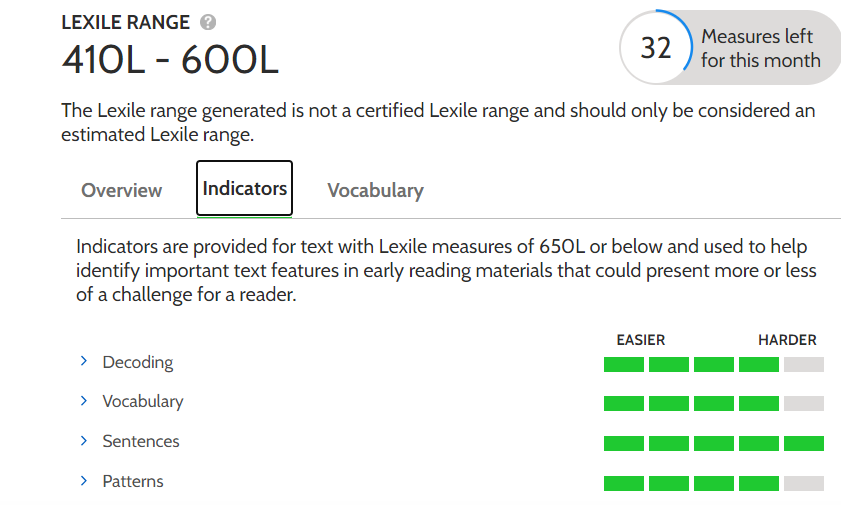 LEXILE RANGE ?
410L - 600L
32
Measures left
for this month
The Lexile range generated is not a certified Lexile range and should only be considered an
estimated Lexile range.
Overview
Indicators
Vocabulary
Indicators are provided for text with Lexile measures of 650L or below and used to help
identify important text features in early reading materials that could present more or less
of a challenge for a reader.
EASIER
HARDER
Decoding
Vocabulary
Sentences
Patterns